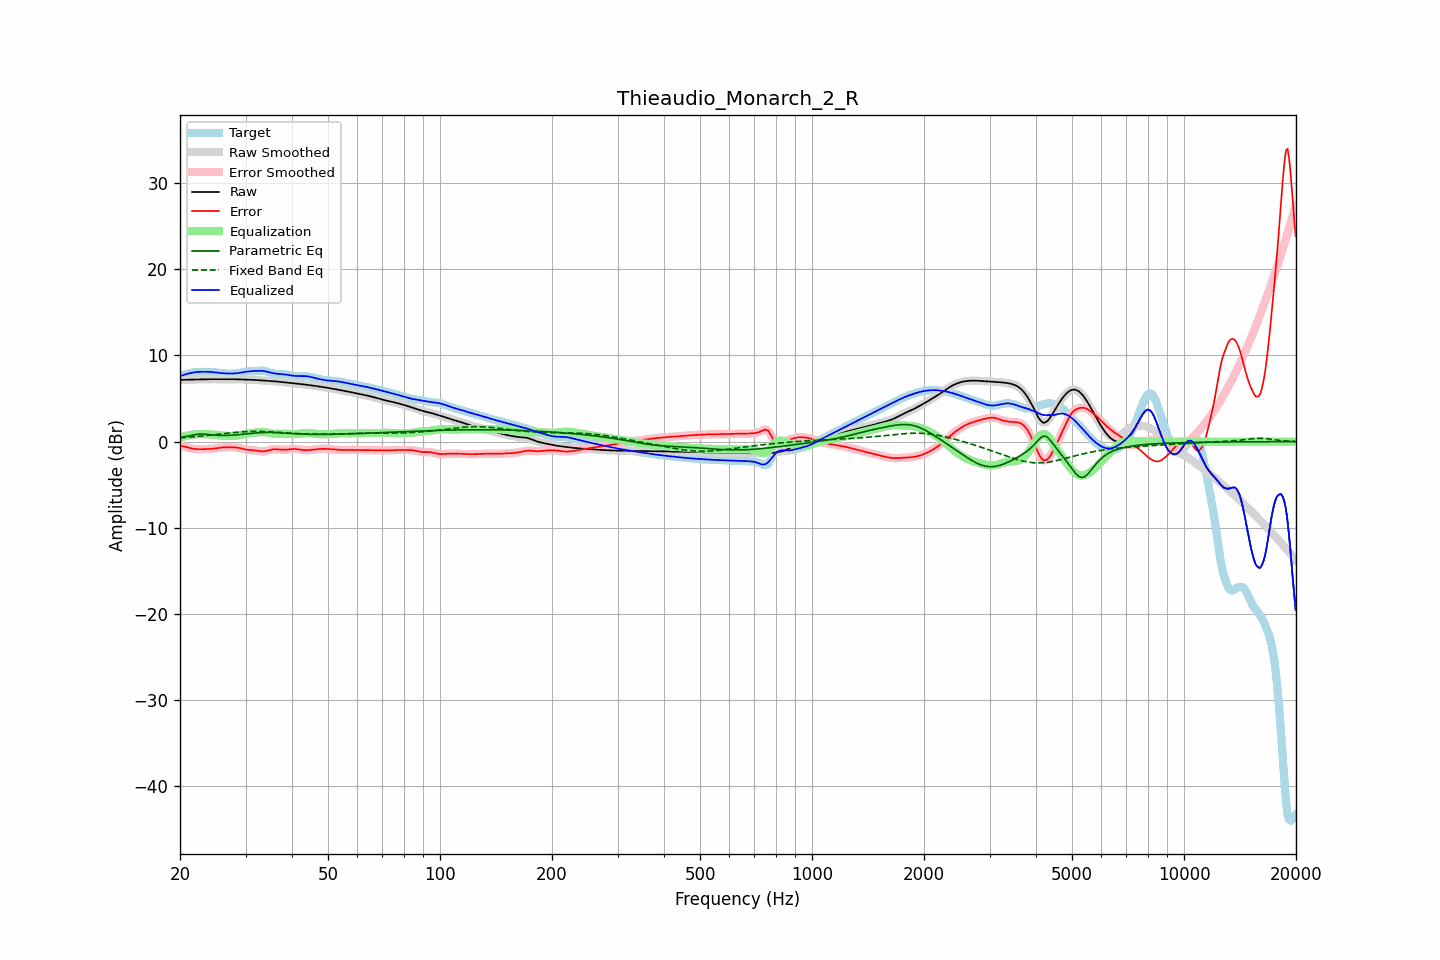 Thieaudio_Monarch_2_R
Target
Raw Smoothed
Error Smoothed
Raw
Error
Equalization
Parametric Eq
Fixed Band Eq
Equalized
Amplitude (dBr)
30
20
10
0
−10
−20
−30
−40
20
50
100
200
500
1000
2000
5000
10000
20000
Frequency (Hz)